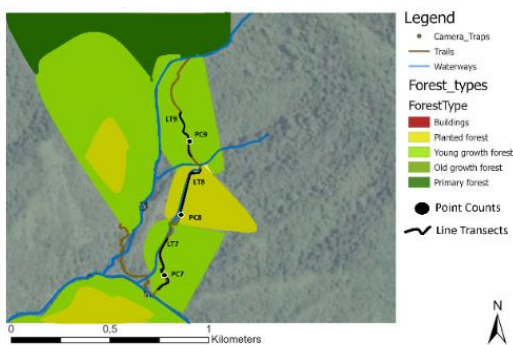 Legend
Camera_Traps
Trails
Waterways
Forest_types
ForestType
Buildings
Planted forest
Young growth forest
Old growth forest
Primary forest
Point Counts
Line Transects
LT9
PC9
LT8
PC8
LT7
PC7
N
0 0,5 1
Kilometers